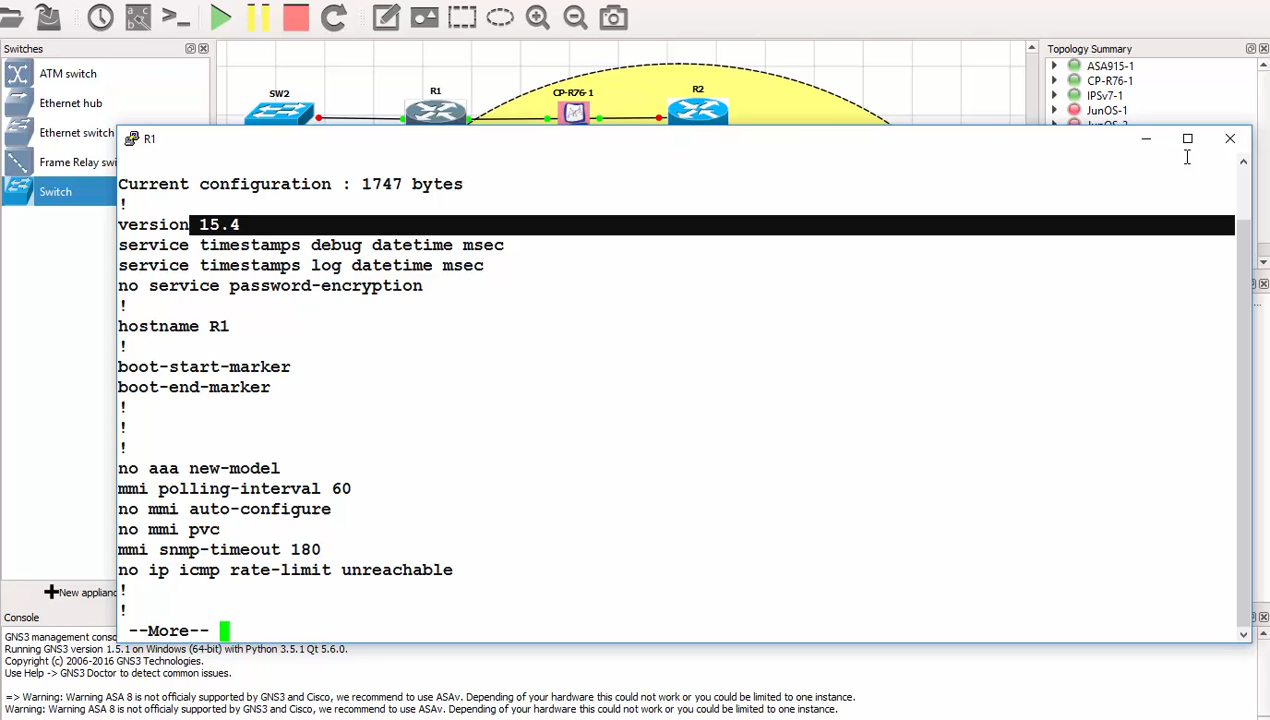 Switches
Topology Summary
ATM switch
ASA915-1
CP-R76-1
IPSv7-1
JunOS-1
Ethernet hub
SW2
R1
CP-R76-1
R2
Ethernet switch
R1
Frame Relay swi
Switch
Current configuration : 1747 bytes
!
version 15.4
service timestamps debug datetime msec
service timestamps log datetime msec
no service password-encryption
!
hostname R1
!
boot-start-marker
boot-end-marker
!
!
!
no aaa new-model
mmi polling-interval 60
no mmi auto-configure
no mmi pvc
mmi snmp-timeout 180
no ip icmp rate-limit unreachable
!
!
--More--
New applianc
Console
GNS3 management conso
Running GNS3 version 1.5.1 on Windows (64-bit) with Python 3.5.1 Qt 5.6.0.
Copyright (c) 2006-2016 GNS3 Technologies.
Use Help -> GNS3 Doctor to detect common issues.
=> Warning: Warning ASA 8 is not officialy supported by GNS3 and Cisco, we recommend to use ASAv. Depending of your hardware this could not work or you could be limited to one instance.
Warning: Warning ASA 8 is not officialy supported by GNS3 and Cisco, we recommend to use ASAv. Depending of your hardware this could not work or you could be limited to one instance.